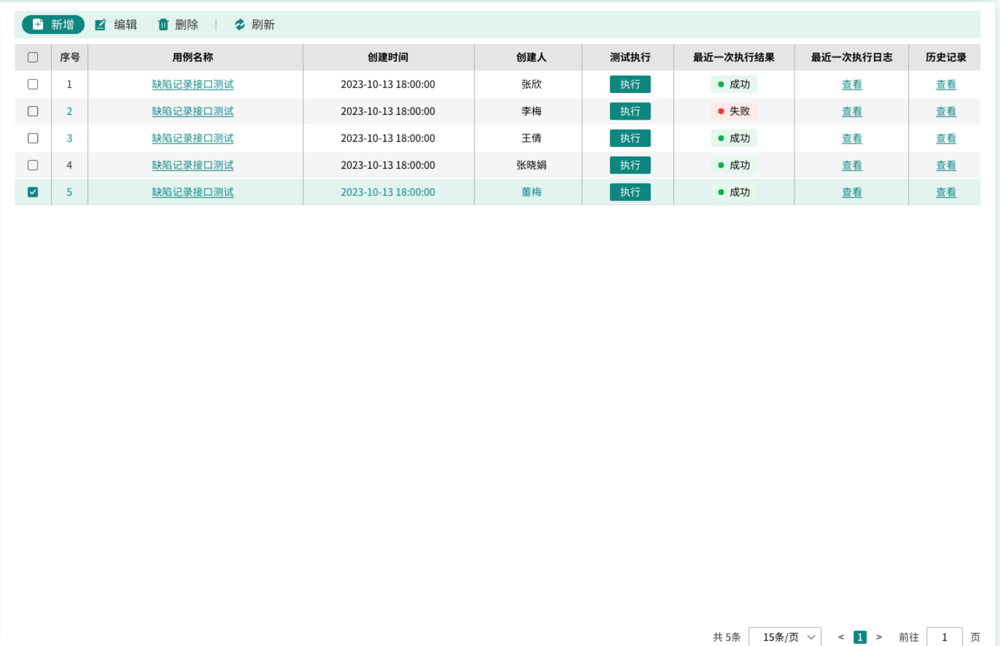 新增 编辑 删除 | 刷新
序号 用例名称 创建时间 创建人 测试执行 最近一次执行结果 最近一次执行日志 历史记录
1 缺陷记录接口测试 2023-10-13 18:00:00 张欣 执行 成功 查看 查看
2 缺陷记录接口测试 2023-10-13 18:00:00 李梅 执行 失败 查看 查看
3 缺陷记录接口测试 2023-10-13 18:00:00 王倩 执行 成功 查看 查看
4 缺陷记录接口测试 2023-10-13 18:00:00 张晓娟 执行 成功 查看 查看
5 缺陷记录接口测试 2023-10-13 18:00:00 董梅 执行 成功 查看 查看
共 5条 15条/页 < 1 > 前往 1 页